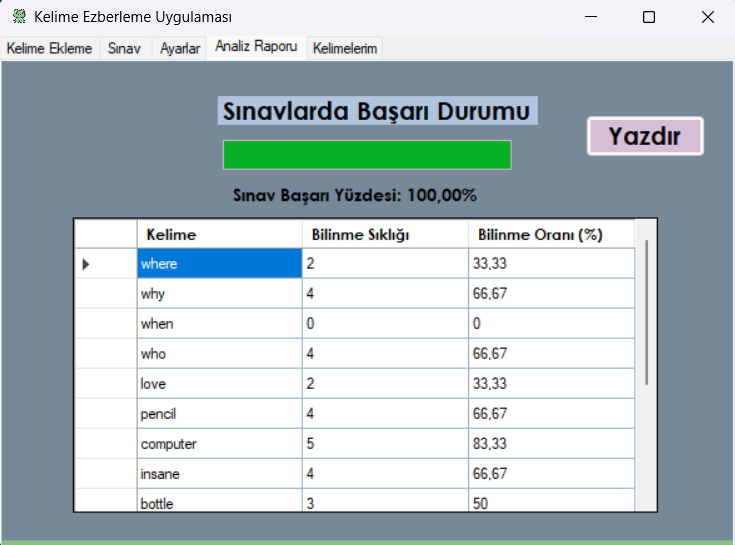 Kelime Ezberleme Uygulaması
Kelime Ekleme Sınav Ayarlar Analiz Raporu Kelimelerim
Sınavlarda Başarı Durumu
Yazdır
Sınav Başarı Yüzdesi: 100,00%
Kelime Bilinme Sıklığı Bilinme Oranı (%)
where 2 33,33
why 4 66,67
when 0 0
who 4 66,67
love 2 33,33
pencil 4 66,67
computer 5 83,33
insane 4 66,67
bottle 3 50